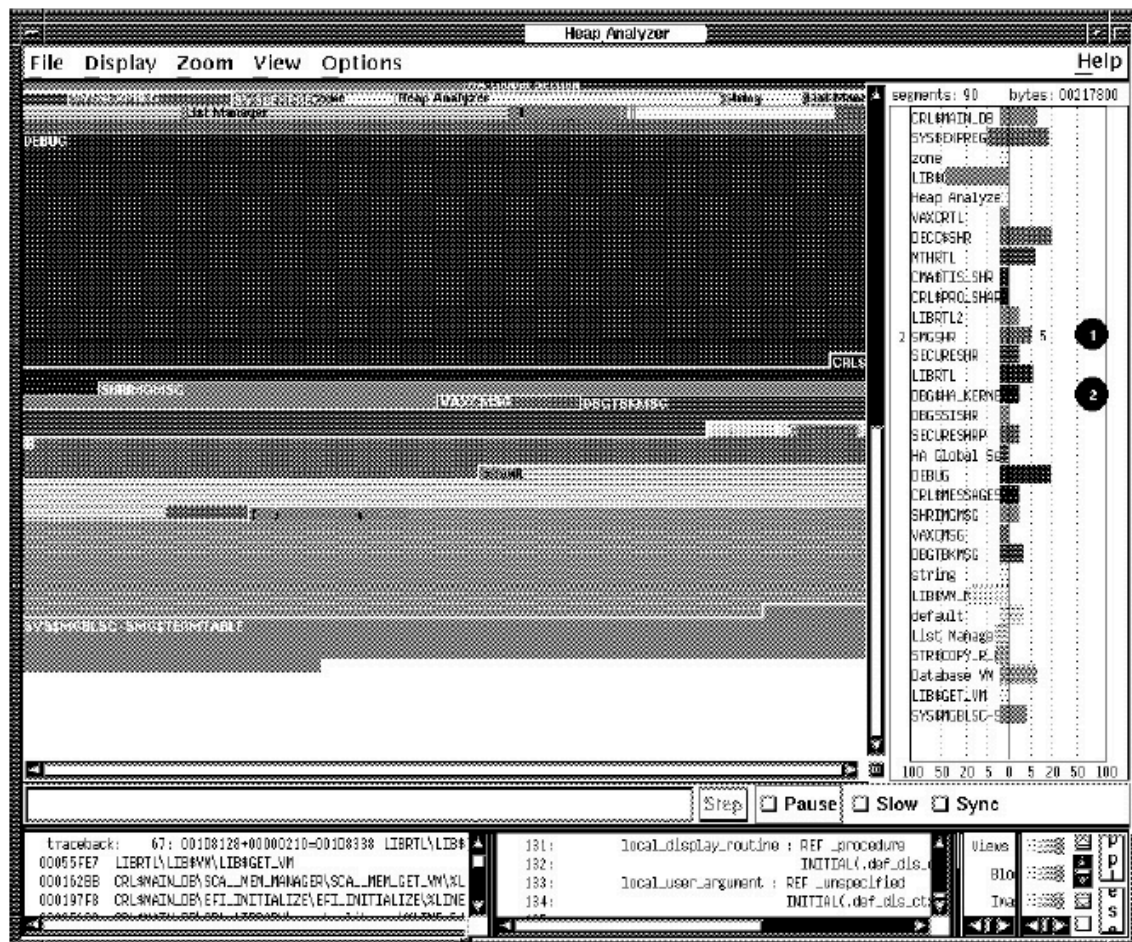 Heap Analyzer
File Display Zoom View Options Help
Heap Analyzer
List Manager
DEBUG
CRL$
SHRIMGMSG
VAXCMSG
DBGTBKMSG
default
SYS$MGBLSC-SMG$TERMTABLE
segments: 90 bytes: 00217800
CRL$MAIN_DB
SYS$DIPREG
zone
LIB$
Heap Analyze
VAXCRTL
DECC$SHR
MTHRTL
CMA$TIS_SHR
CRL$PRO_SHAR
LIBRTL2
2 SMGSHR 5 1
SECURESHR
LIBRTL
DBG$HA_KERNE 2
DBGSSISHR
SECURESHRP
HA Global Se
DEBUG
CRL$MESSAGES
SHRIMGMSG
VAXCMSG
DBGTBKMSG
string
LIB$VM_
default
List Manage
STR$COPY_R_
Database VM
LIB$GET_VM
SYS$MGBLSC-S
100 50 20 5 0 5 20 50 100
Step Pause Slow Sync
traceback: 67: 001D8128+00000210=001D8338 LIBRTL\LIB$
00055FE7 LIBRTL\LIB$VM\LIB$GET_VM
000162BB CRL$MAIN_DB\SCA__MEM_MANAGER\SCA__MEM_GET_VM\%L
000197F8 CRL$MAIN_DB\EFI_INITIALIZE\EFI_INITIALIZE\%LINE
131: local_display_routine : REF _procedure
132: INITIAL(.def_dis_
133: local_user_argument : REF _unspecified
134: INITIAL(.def_dis_ct
Views
Blo
Ima